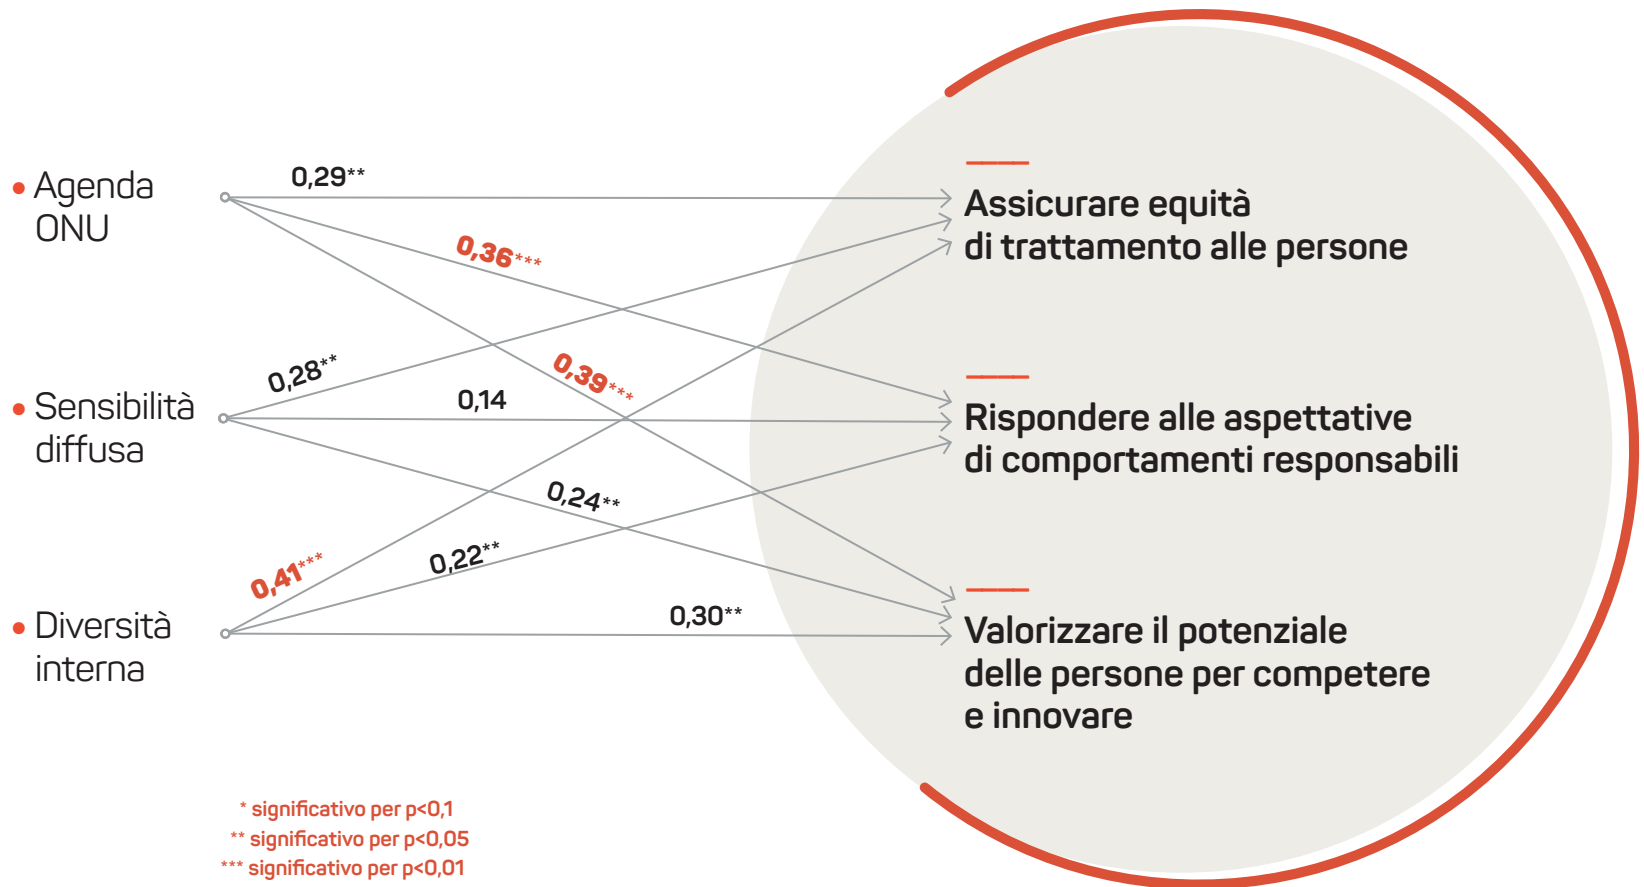 Agenda
ONU
Sensibilità
diffusa
Diversità
interna
0,29**
0,36***
0,39***
0,28**
0,14
0,24**
0,41***
0,22**
0,30**
Assicurare equità
di trattamento alle persone
Rispondere alle aspettative
di comportamenti responsabili
Valorizzare il potenziale
delle persone per competere
e innovare
* significativo per p<0,1
** significativo per p<0,05
*** significativo per p<0,01